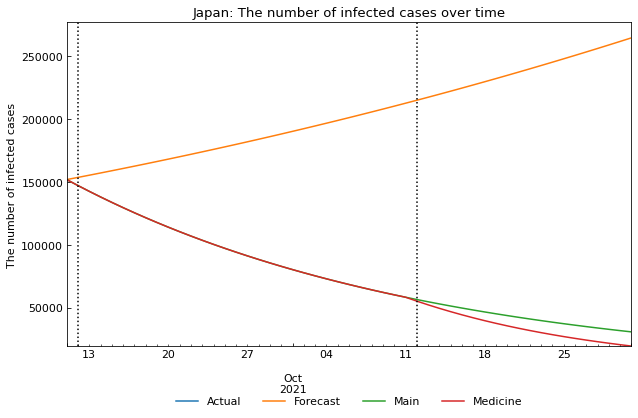 Japan: The number of infected cases over time
The number of infected cases
250000
200000
150000
100000
50000
13 20 27 04 11 18 25
Oct
2021
Actual Forecast Main Medicine